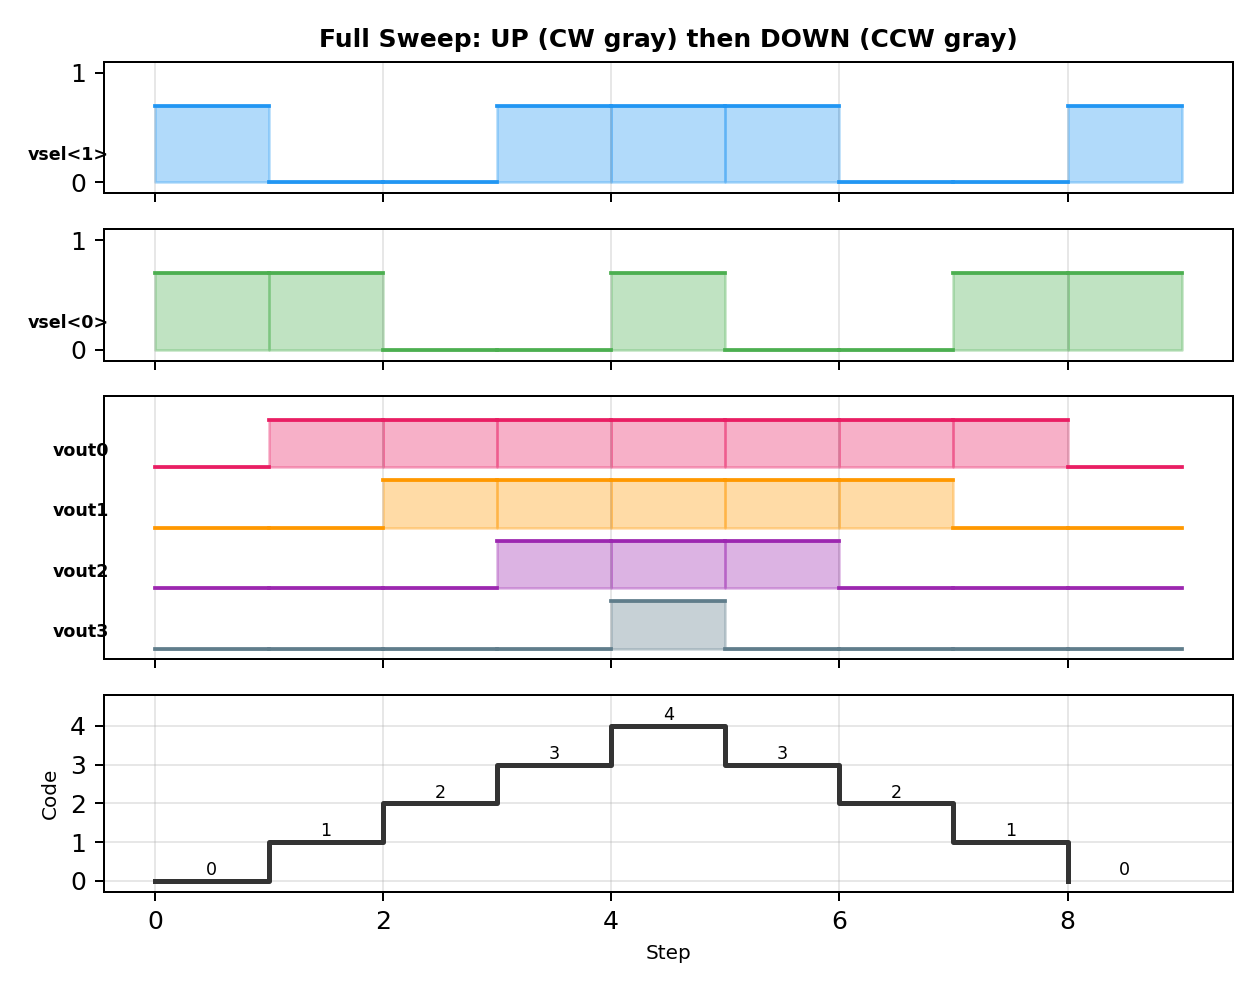 Full Sweep: UP (CW gray) then DOWN (CCW gray)
1
vsel<1>
0
1
vsel<0>
0
vout0
vout1
vout2
vout3
4
4
3
3
3
2
2
2
1
1
1
0
0
0
Code
0 2 4 6 8
Step